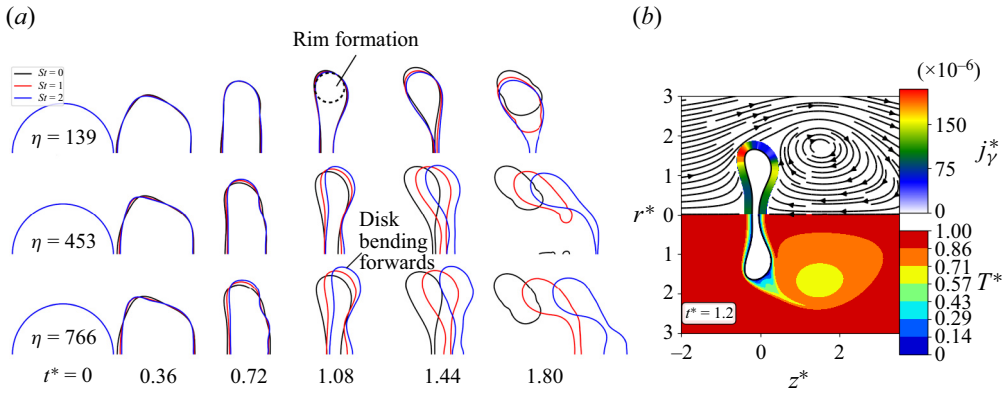 (a)
Rim formation
St = 0
St = 1
St = 2
η = 139
η = 453
Disk
bending
forwards
η = 766
t* = 0
0.36
0.72
1.08
1.44
1.80
(b)
(×10⁻⁶)
3
2
1
r* 0
1
2
3
t* = 1.2
−2
0
2
z*
150
75
0
j*γ
1.00
0.86
0.71
0.57
0.43
0.29
0.14
0
T*